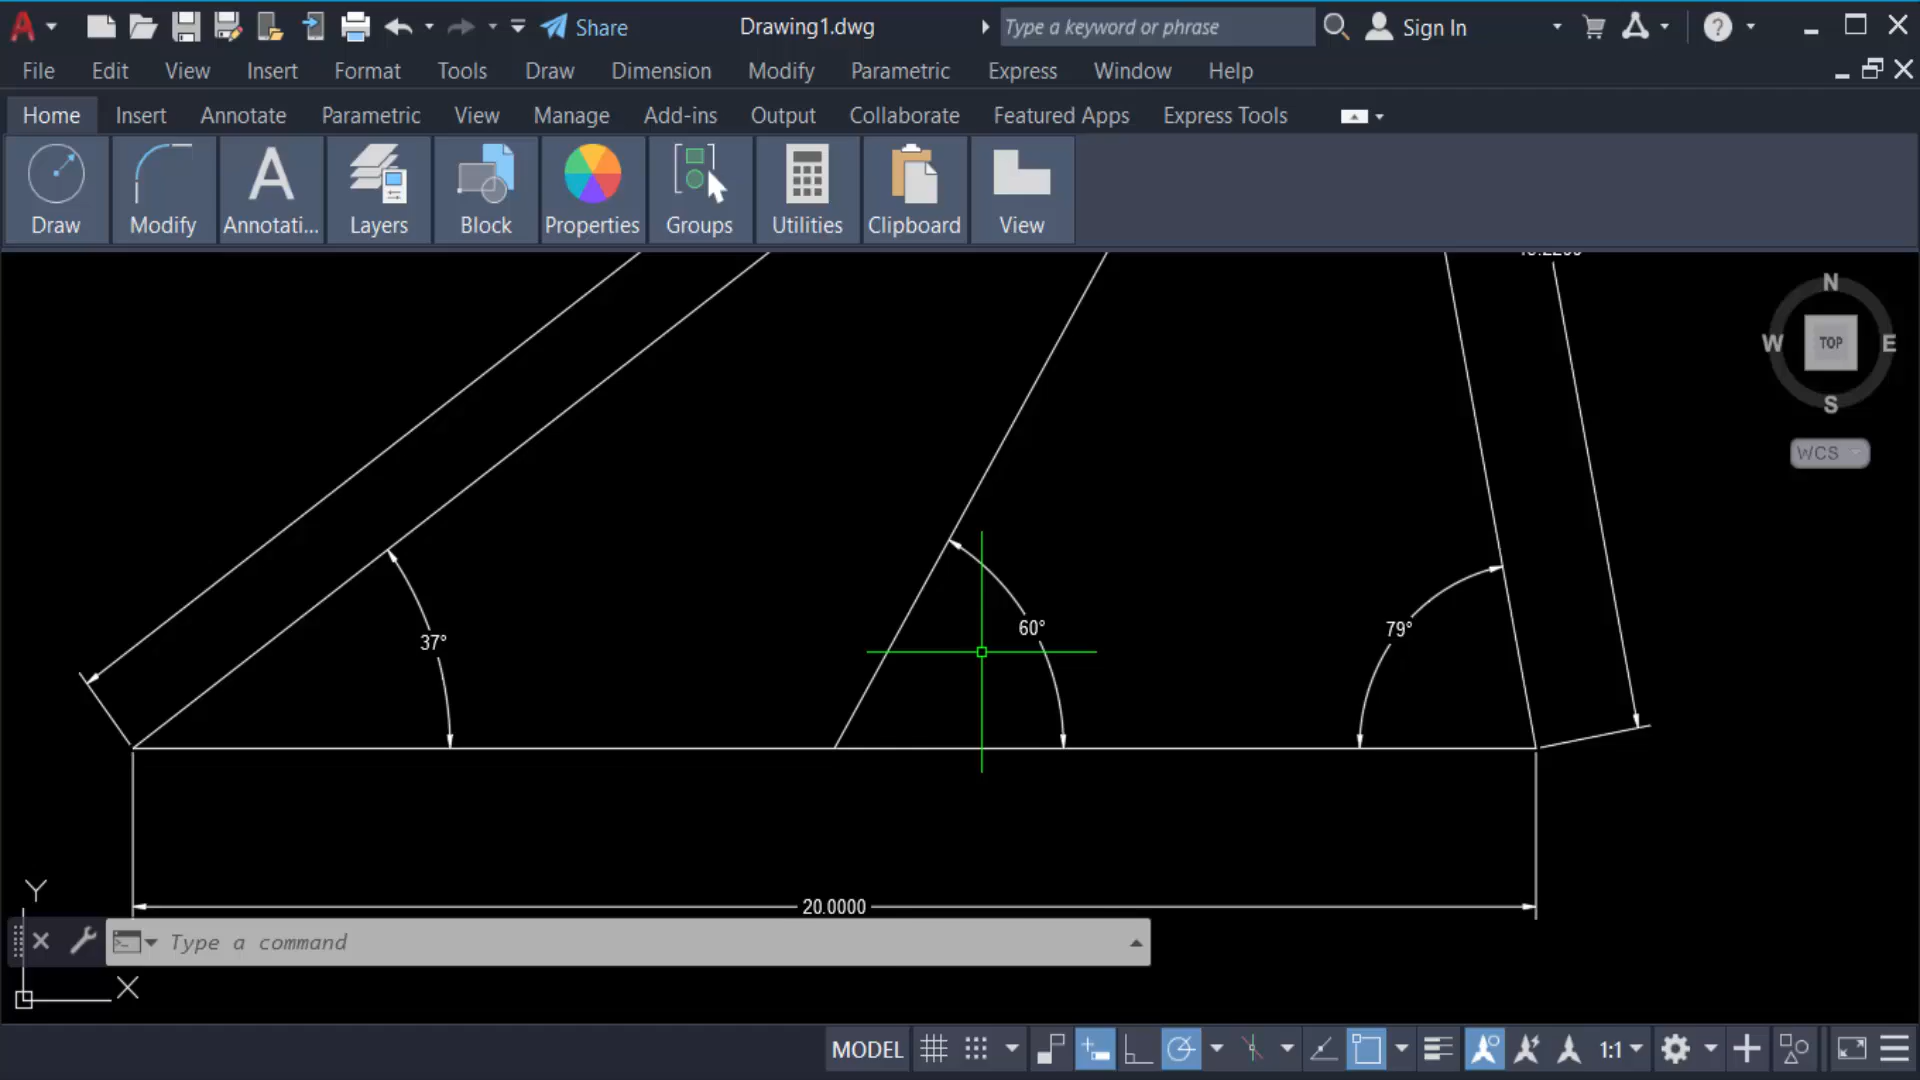 Share
Drawing1.dwg
Type a keyword or phrase
Sign In
File Edit View Insert Format Tools Draw Dimension Modify Parametric Express Window Help
Home Insert Annotate Parametric View Manage Add-ins Output Collaborate Featured Apps Express Tools
Draw Modify Annotati... Layers Block Properties Groups Utilities Clipboard View
N
W TOP E
S
WCS
37°
60°
79°
20.0000
Y
Type a command
X
MODEL 1:1